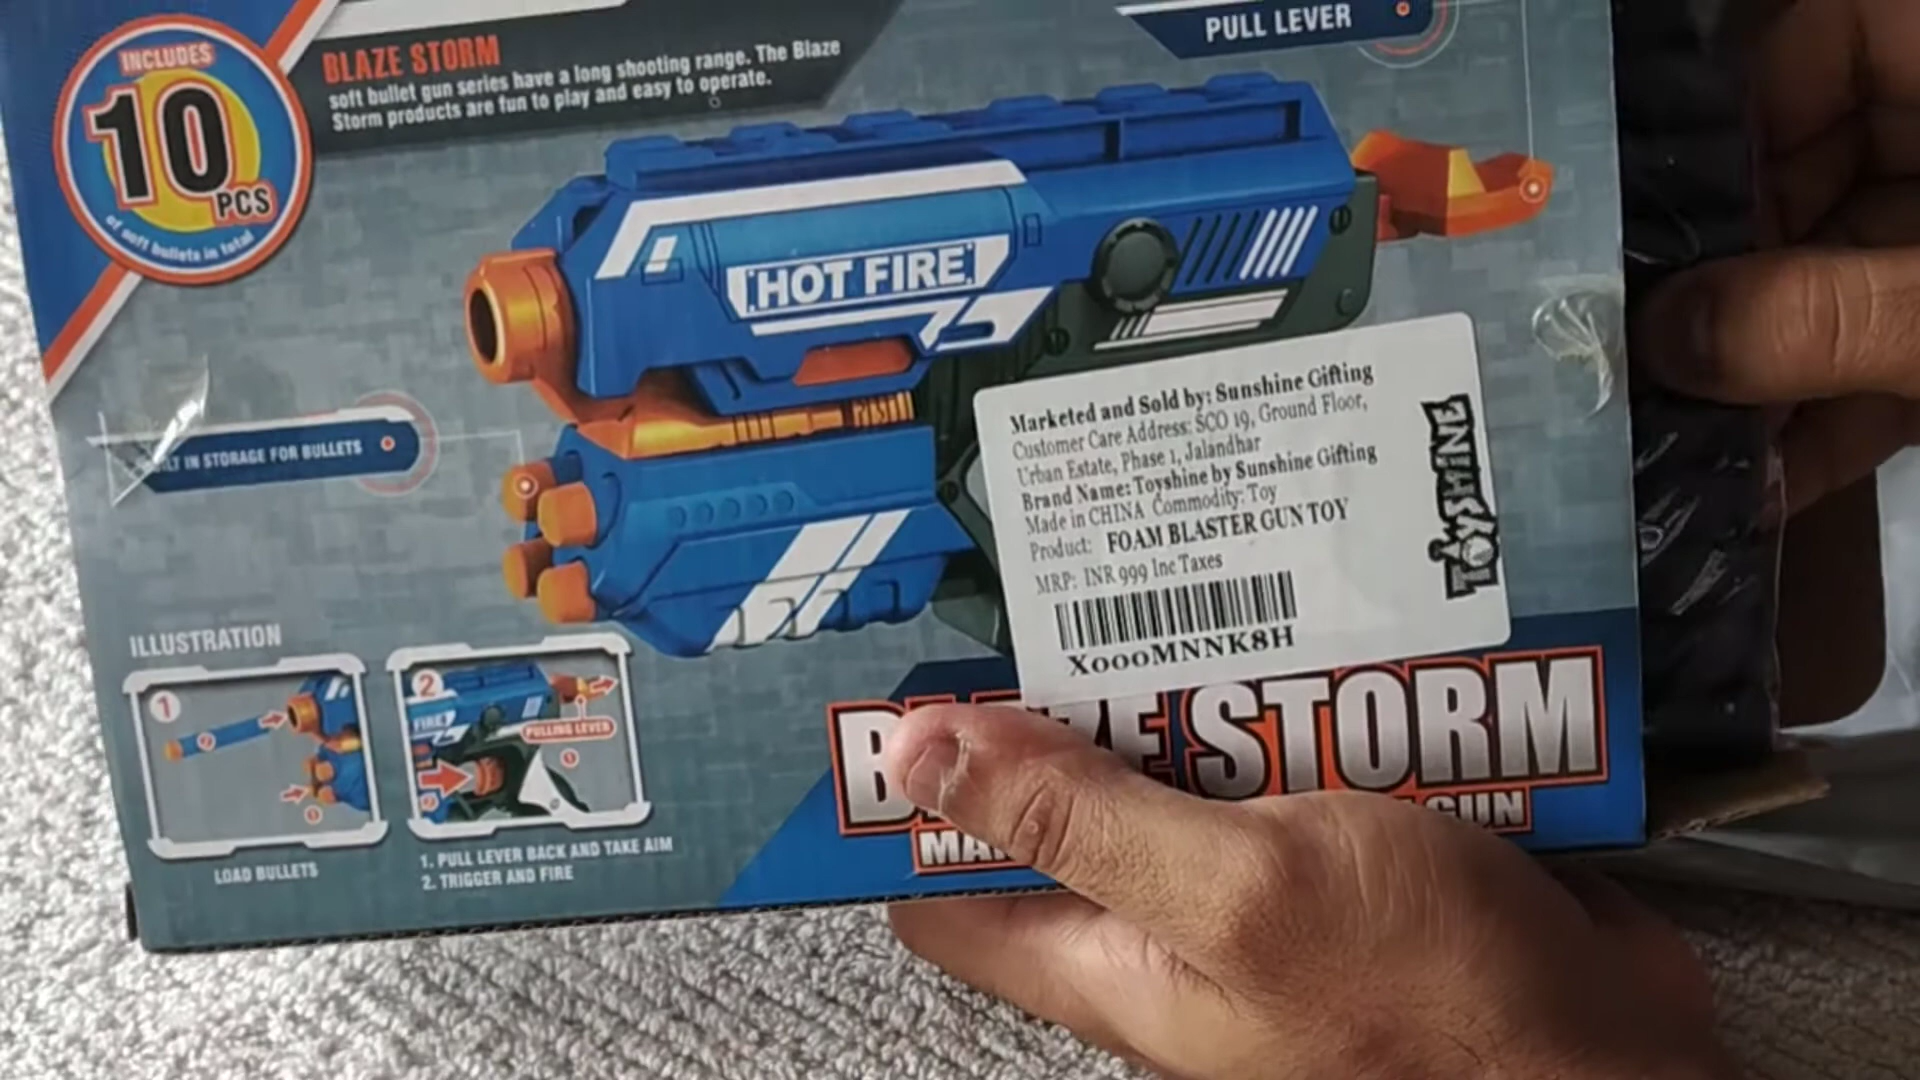 INCLUDES
10
PCS
of soft bullets in total
BLAZE STORM
soft bullet gun series have a long shooting range. The Blaze
Storm products are fun to play and easy to operate.
PULL LEVER
HOT FIRE
IN STORAGE FOR BULLETS
Marketed and Sold by: Sunshine Gifting
Customer Care Address: SCO 19, Ground Floor,
Urban Estate, Phase 1, Jalandhar
Brand Name: Toyshine by Sunshine Gifting
Made in CHINA Commodity: Toy
Product: FOAM BLASTER GUN TOY
MRP: INR 999 Inc Taxes
X000MNNK8H
TOYSHINE
ILLUSTRATION
1
2
FIRE
PULLING LEVER
LOAD BULLETS
1. PULL LEVER BACK AND TAKE AIM
2. TRIGGER AND FIRE
STORM
GUN